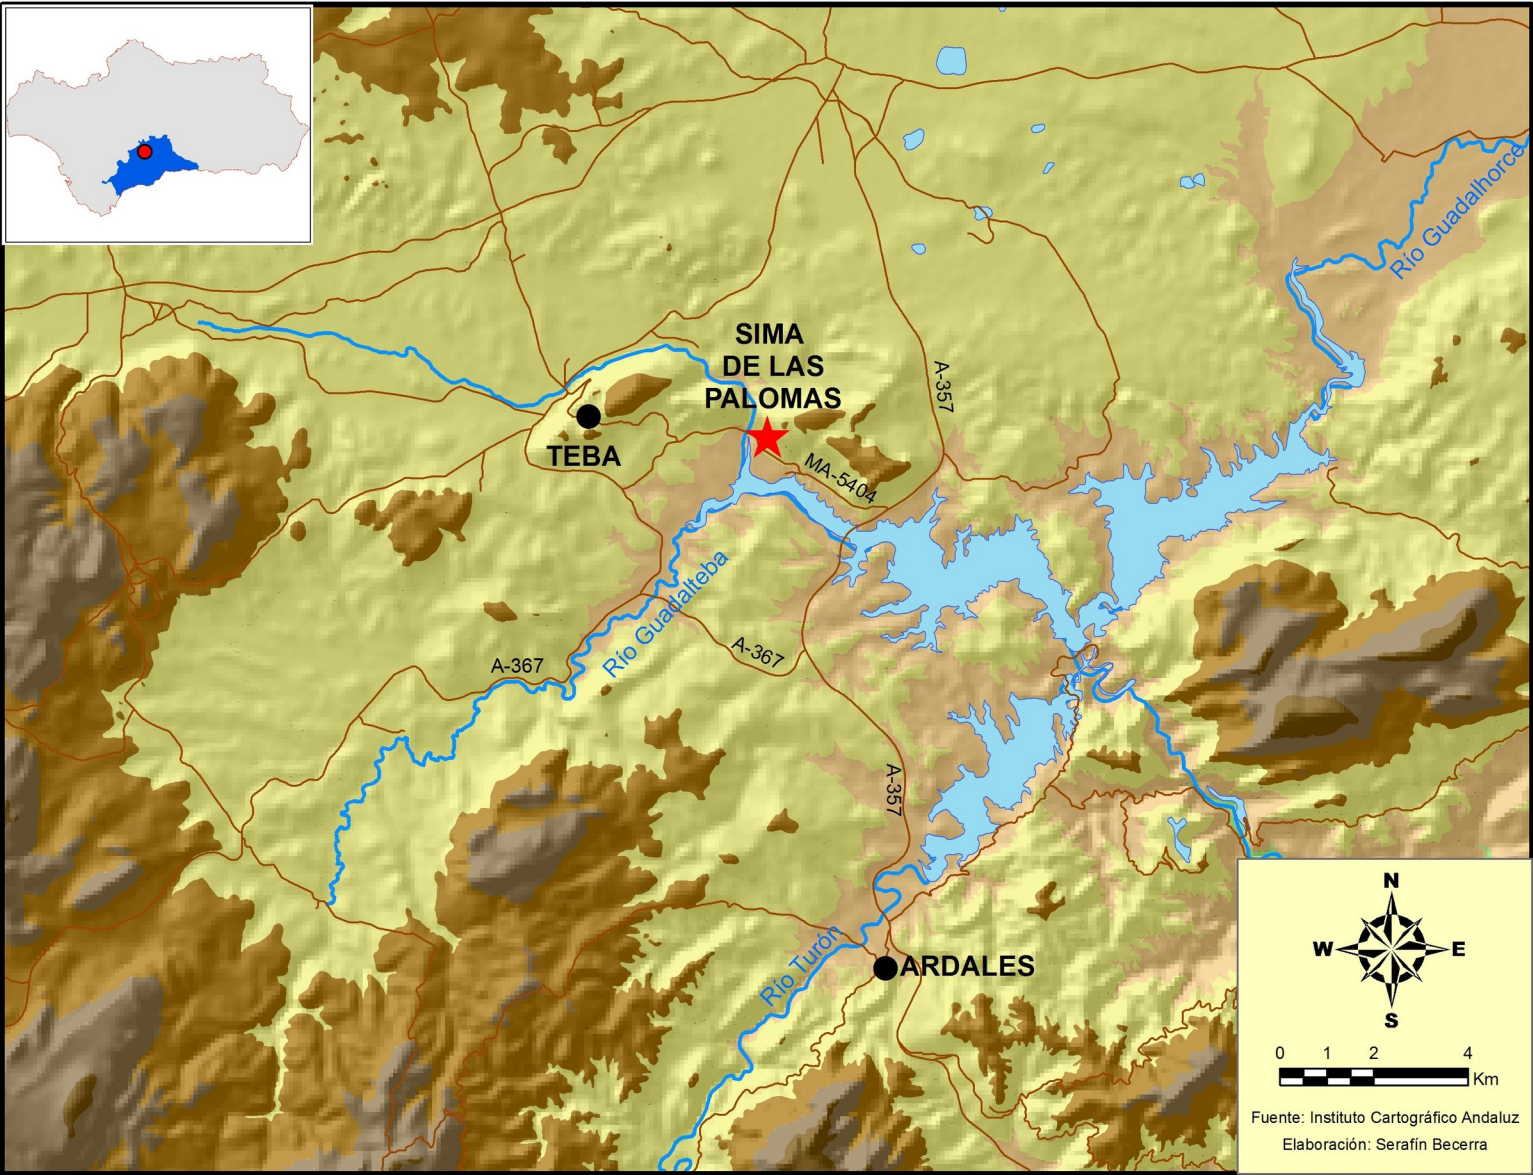 Río Guadalhorce
SIMA
DE LAS
PALOMAS
A-357
TEBA
MA-5404
Río Guadalteba
A-367
A-367
A-357
Río Turón
ARDALES
N
W
E
S
0 1 2 4
Km
Fuente: Instituto Cartográfico Andaluz
Elaboración: Serafín Becerra